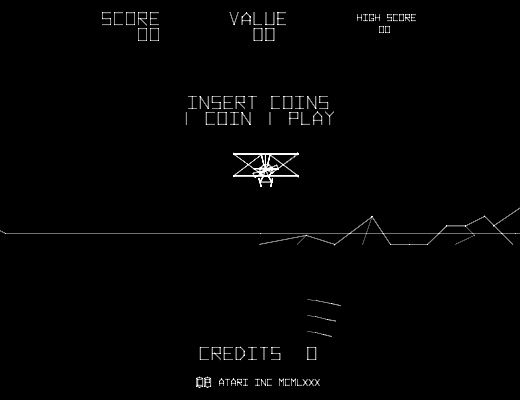 SCORE VALUE HIGH SCORE
00 00 00
INSERT COINS
1 COIN 1 PLAY
CREDITS 0
ATARI INC MCMLXXX